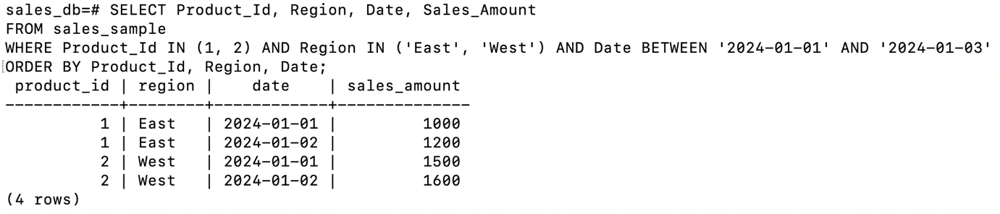 sales_db=# SELECT Product_Id, Region, Date, Sales_Amount
FROM sales_sample
WHERE Product_Id IN (1, 2) AND Region IN ('East', 'West') AND Date BETWEEN '2024-01-01' AND '2024-01-03'
ORDER BY Product_Id, Region, Date;
 product_id | region |    date    | sales_amount
------------+--------+------------+--------------
          1 | East   | 2024-01-01 |         1000
          1 | East   | 2024-01-02 |         1200
          2 | West   | 2024-01-01 |         1500
          2 | West   | 2024-01-02 |         1600
(4 rows)